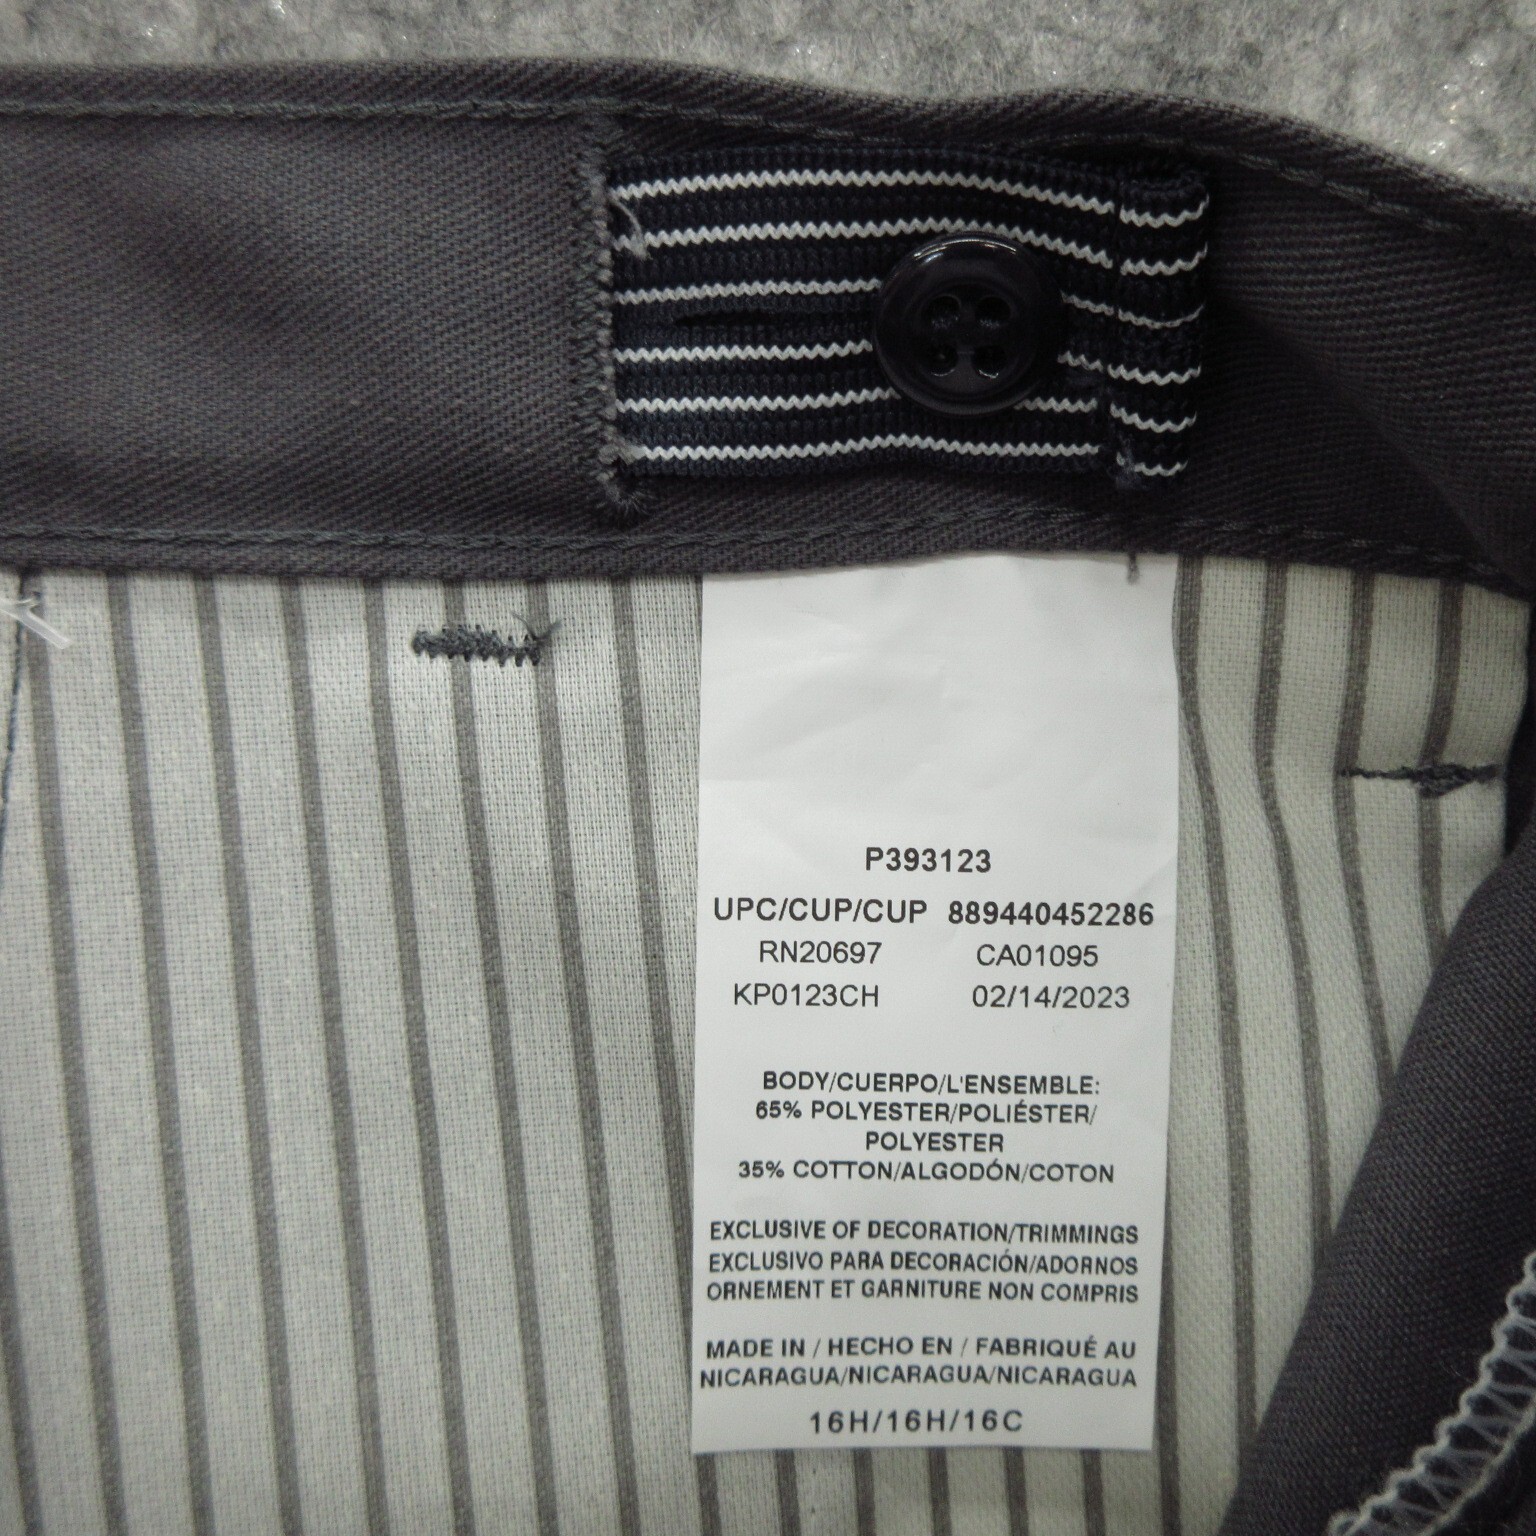 P393123
UPC/CUP/CUP 889440452286
RN20697 CA01095
KP0123CH 02/14/2023
BODY/CUERPO/L'ENSEMBLE:
65% POLYESTER/POLIÉSTER/
POLYESTER
35% COTTON/ALGODÓN/COTON
EXCLUSIVE OF DECORATION/TRIMMINGS
EXCLUSIVO PARA DECORACIÓN/ADORNOS
ORNEMENT ET GARNITURE NON COMPRIS
MADE IN / HECHO EN / FABRIQUÉ AU
NICARAGUA/NICARAGUA/NICARAGUA
16H/16H/16C